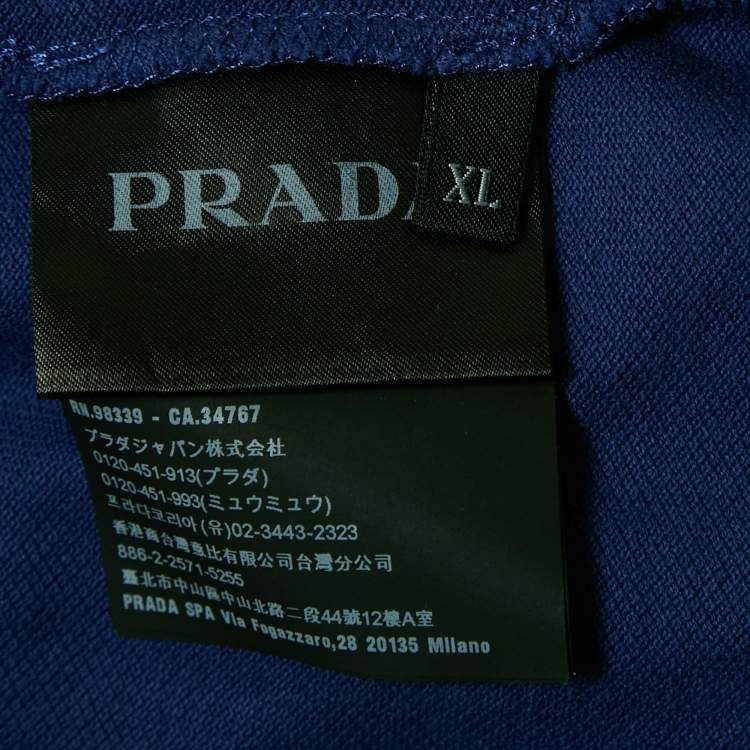 PRADA
XL
RN.98339 - CA.34767
プラダジャパン株式会社
0120-451-913(プラダ)
0120-451-993(ミュウミュウ)
프라다코리아 (유)02-3443-2323
香港商台灣意比有限公司台灣分公司
886-2-2571-5255
臺北市中山區中山北路二段44號12樓A室
PRADA SPA Via Fogazzaro,28 20135 Milano